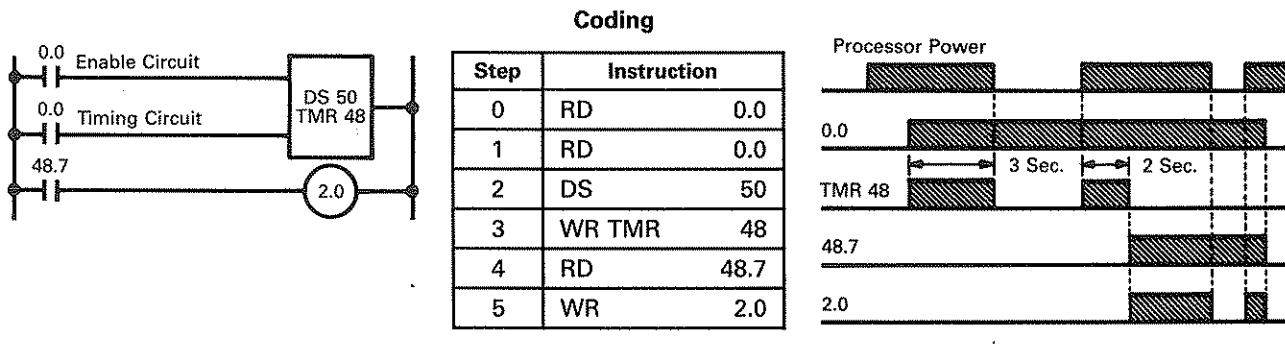 0.0
Enable Circuit
0.0
Timing Circuit
DS 50
TMR 48
48.7
2.0
Coding
Step Instruction
0 RD 0.0
1 RD 0.0
2 DS 50
3 WR TMR 48
4 RD 48.7
5 WR 2.0
Processor Power
0.0
3 Sec. 2 Sec.
TMR 48
48.7
2.0